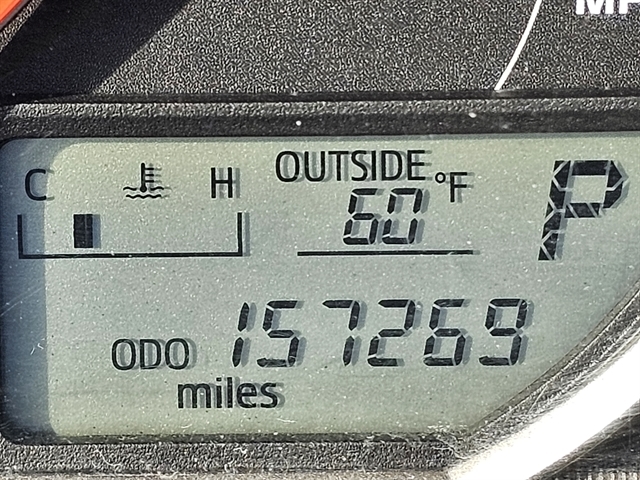 C H OUTSIDE °F P
60
ODO 157269
miles